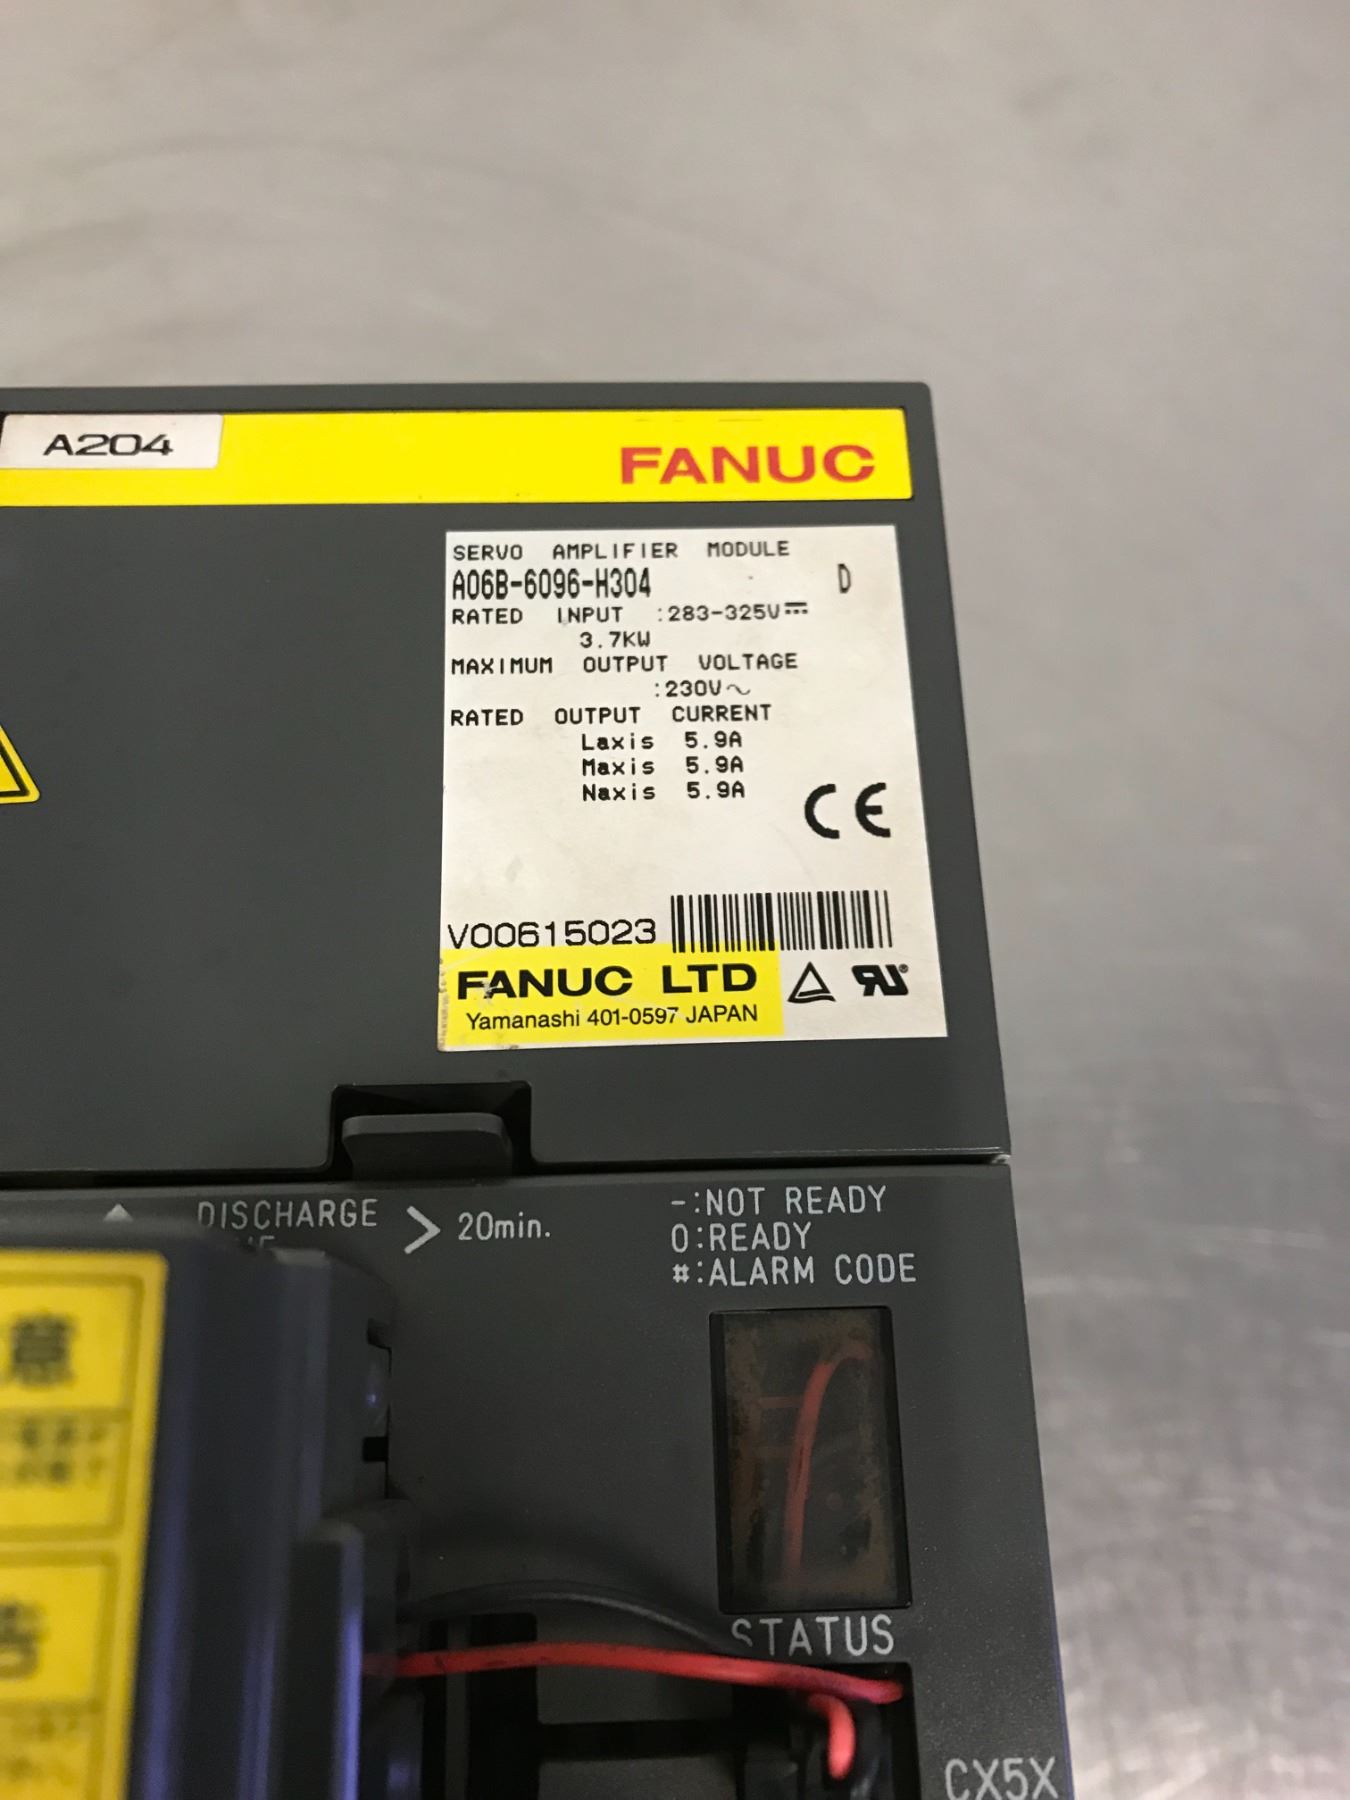 A204
FANUC
SERVO AMPLIFIER MODULE
A06B-6096-H304 D
RATED INPUT :283-325V⎓
3.7KW
MAXIMUM OUTPUT VOLTAGE
:230V~
RATED OUTPUT CURRENT
Laxis 5.9A
Maxis 5.9A
Naxis 5.9A
CE
V00615023
FANUC LTD
Yamanashi 401-0597 JAPAN
DISCHARGE > 20min.
-:NOT READY
0:READY
#:ALARM CODE
STATUS
CX5X
意